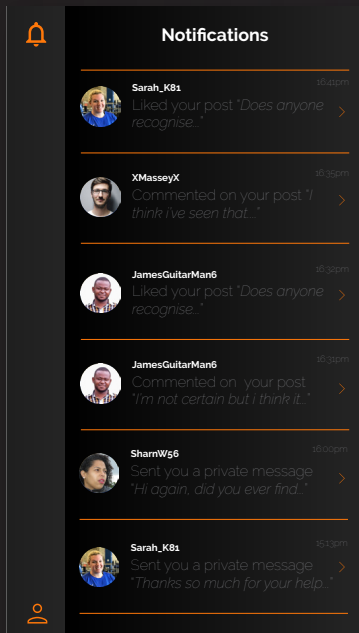 Notifications
16:41pm
Sarah_K81
Liked your post "Does anyone
recognise..."
16:35pm
XMasseyX
Commented on your post "I
think i've seen that...."
16:32pm
JamesGuitarMan6
Liked your post "Does anyone
recognise..."
16:31pm
JamesGuitarMan6
Commented on your post
"I'm not certain but i think it..."
16:00pm
SharnW56
Sent you a private message
"Hi again, did you ever find..."
15:13pm
Sarah_K81
Sent you a private message
"Thanks so much for your help..."